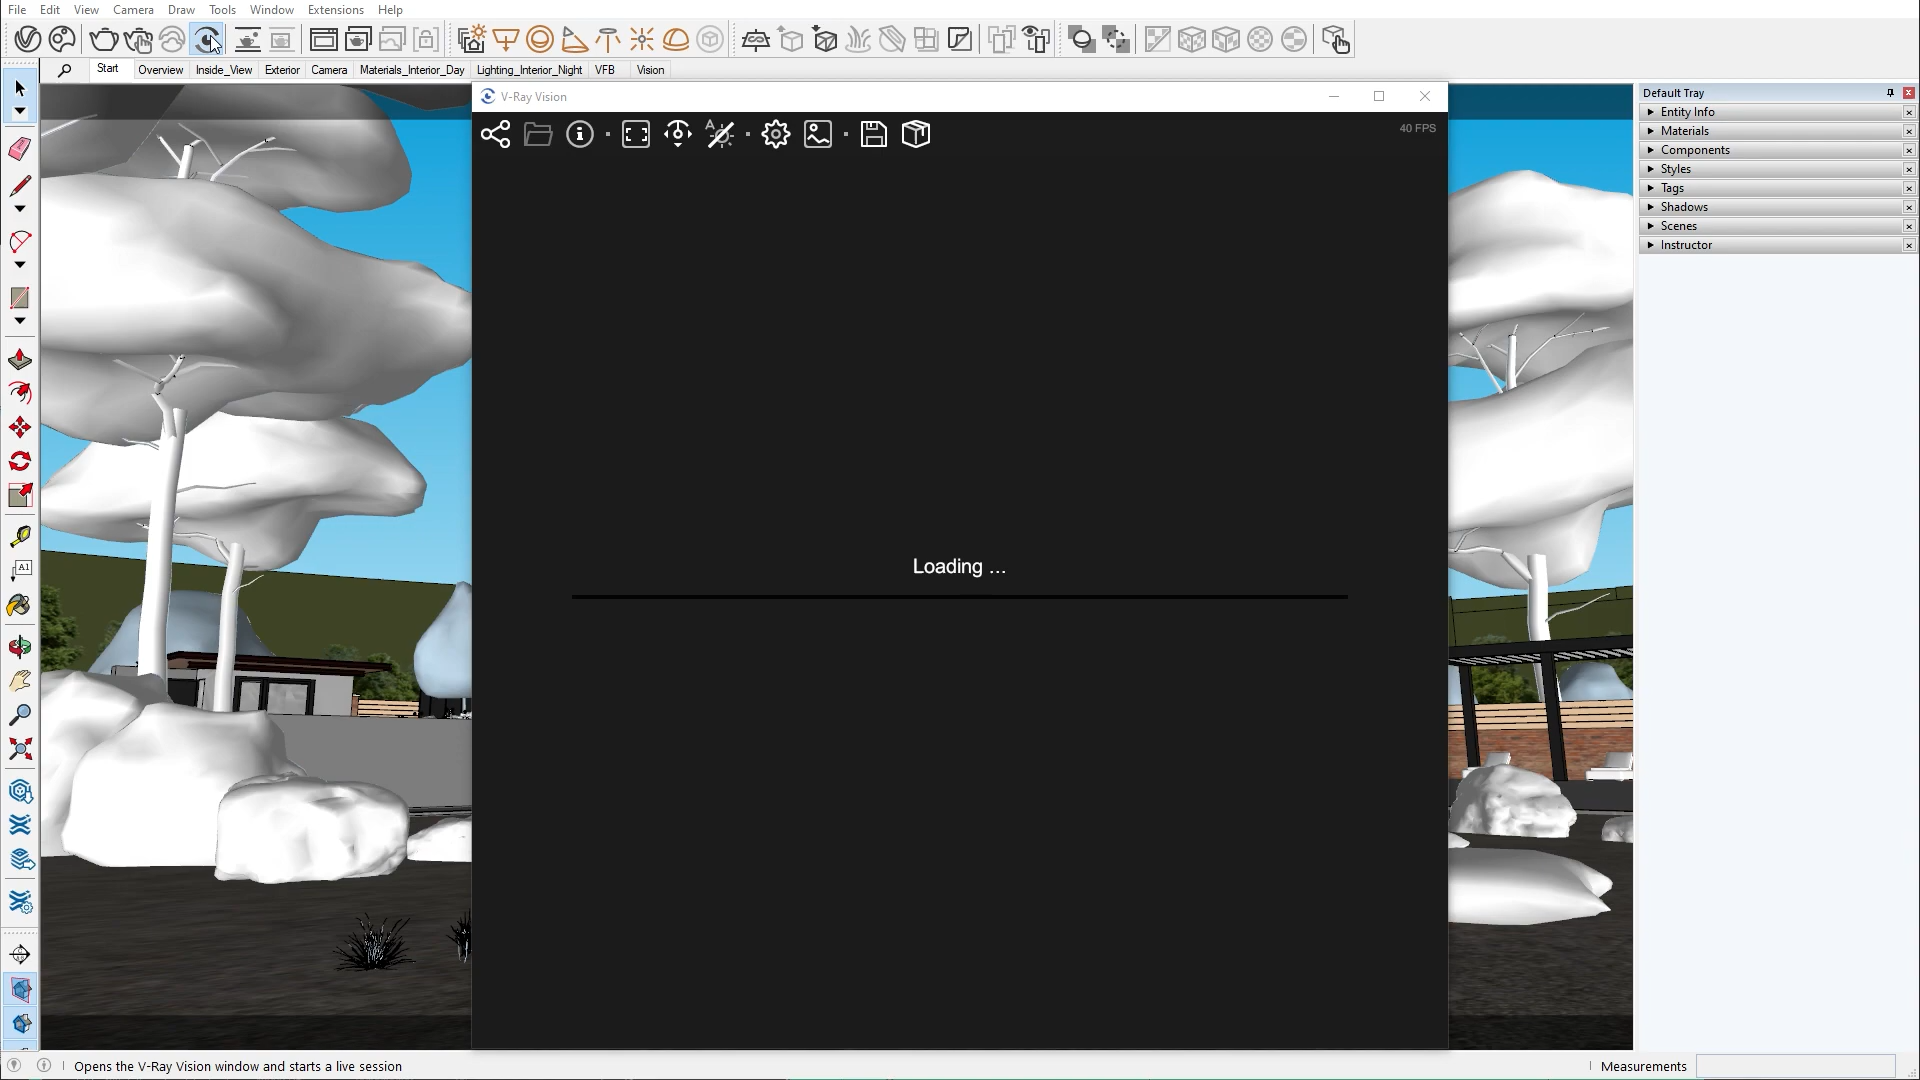 File Edit View Camera Draw Tools Window Extensions Help
Start Overview Inside_View Exterior Camera Materials_Interior_Day Lighting_Interior_Night VFB Vision
V-Ray Vision
40 FPS
Loading ...
Default Tray
Entity Info
Materials
Components
Styles
Tags
Shadows
Scenes
Instructor
A1
Opens the V-Ray Vision window and starts a live session
Measurements